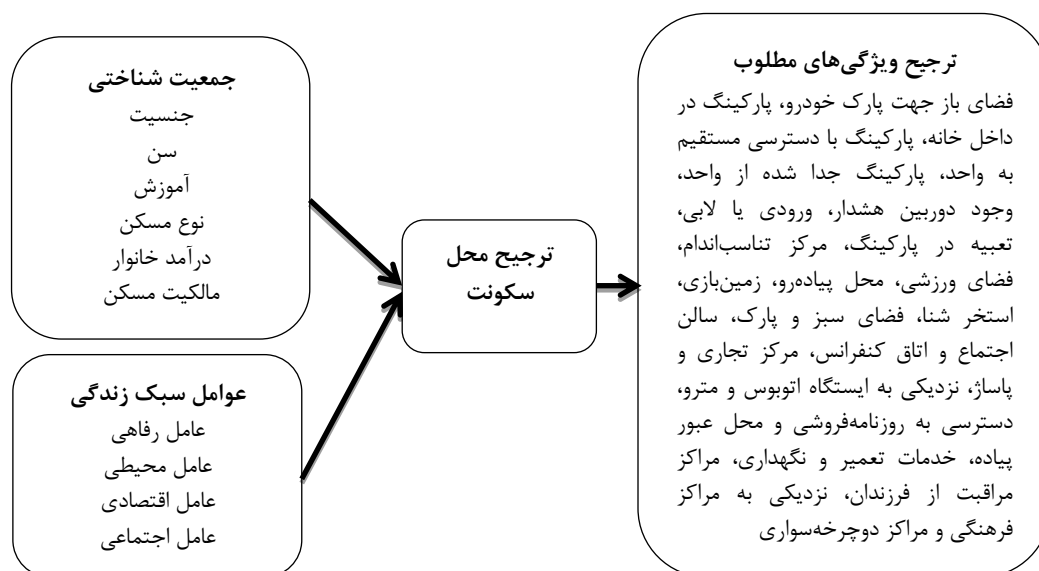 جمعیت شناختی
جنسیت
سن
آموزش
نوع مسکن
درآمد خانوار
مالکیت مسکن
عوامل سبک زندگی
عامل رفاهی
عامل محیطی
عامل اقتصادی
عامل اجتماعی
ترجیح محل
سکونت
ترجیح ویژگی‌های مطلوب
فضای باز جهت پارک خودرو، پارکینگ در
داخل خانه، پارکینگ با دسترسی مستقیم
به واحد، پارکینگ جدا شده از واحد،
وجود دوربین هشدار، ورودی یا لابی،
تعبیه در پارکینگ، مرکز تناسب‌اندام،
فضای ورزشی، محل پیاده‌رو، زمین‌بازی،
استخر شنا، فضای سبز و پارک، سالن
اجتماع و اتاق کنفرانس، مرکز تجاری و
پاساژ، نزدیکی به ایستگاه اتوبوس و مترو،
دسترسی به روزنامه‌فروشی و محل عبور
پیاده، خدمات تعمیر و نگهداری، مراکز
مراقبت از فرزندان، نزدیکی به مراکز
فرهنگی و مراکز دوچرخه‌سواری